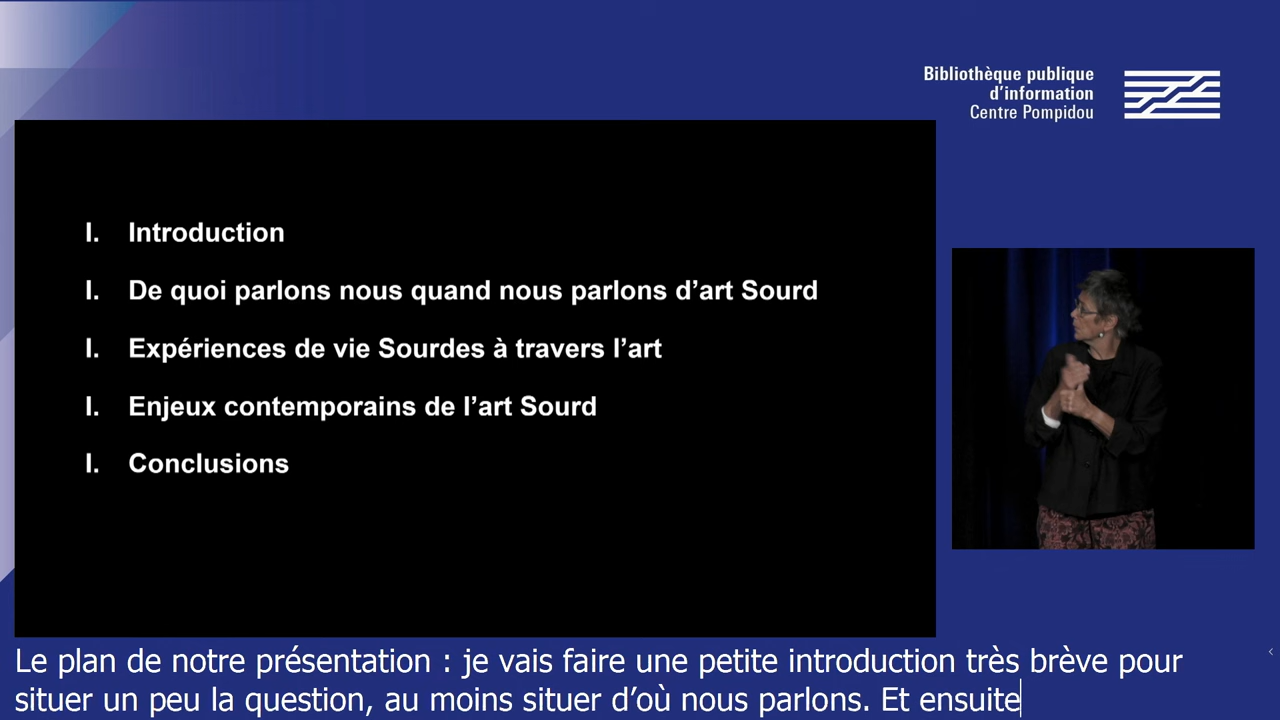 Bibliothèque publique
d'information
Centre Pompidou
I. Introduction
I. De quoi parlons nous quand nous parlons d'art Sourd
I. Expériences de vie Sourdes à travers l'art
I. Enjeux contemporains de l'art Sourd
I. Conclusions
Le plan de notre présentation : je vais faire une petite introduction très brève pour
situer un peu la question, au moins situer d'où nous parlons. Et ensuite